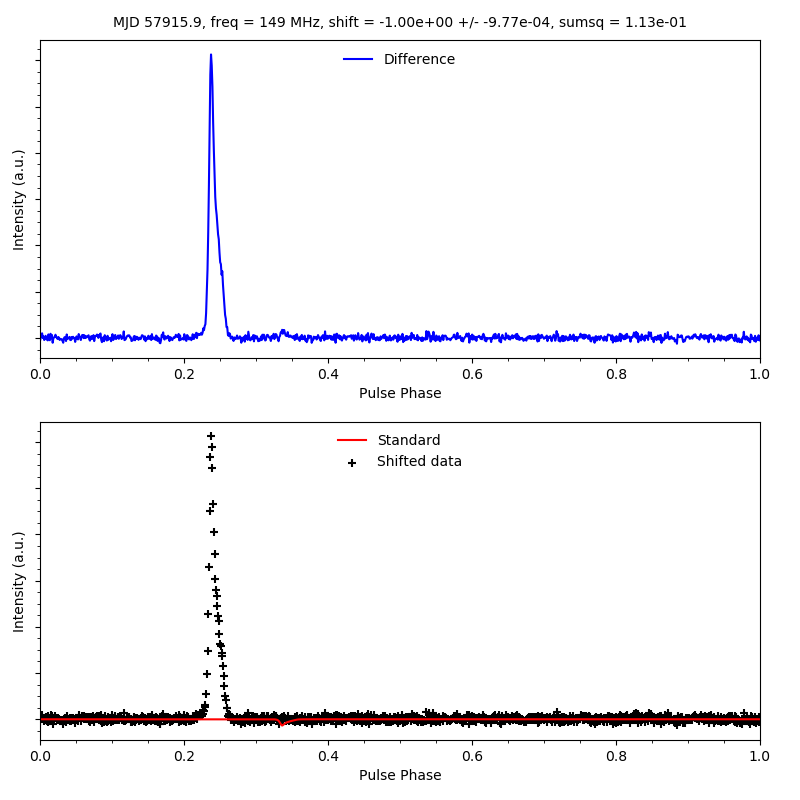 MJD 57915.9, freq = 149 MHz, shift = -1.00e+00 +/- -9.77e-04, sumsq = 1.13e-01
Difference
Intensity (a.u.)
0.0 0.2 0.4 0.6 0.8 1.0
Pulse Phase
Standard
Shifted data
Intensity (a.u.)
0.0 0.2 0.4 0.6 0.8 1.0
Pulse Phase